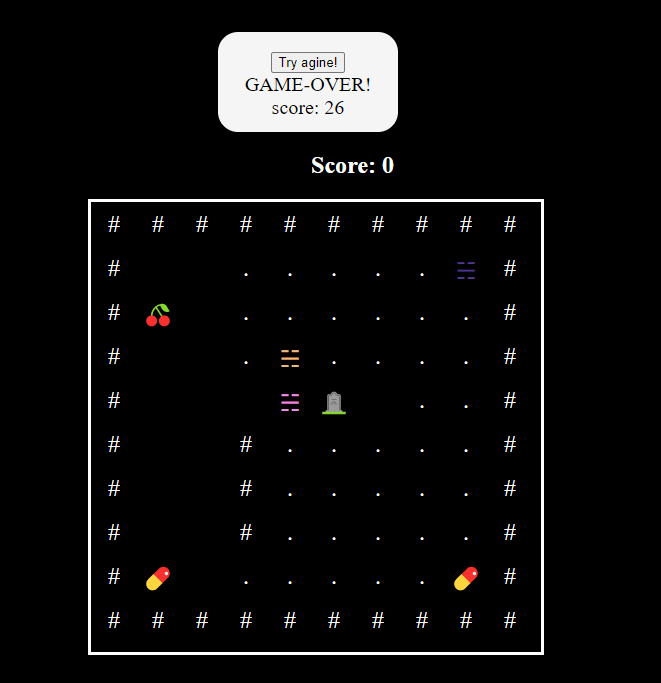 Try agine!
GAME-OVER!
score: 26
Score: 0
# # # # # # # # # #
# . . . . . ☵ #
# 🍒 . . . . . . #
# . ☵ . . . . #
# ☵ 🪦 . . #
# # . . . . . #
# # . . . . . #
# # . . . . . #
# 💊 . . . . . 💊 #
# # # # # # # # # #